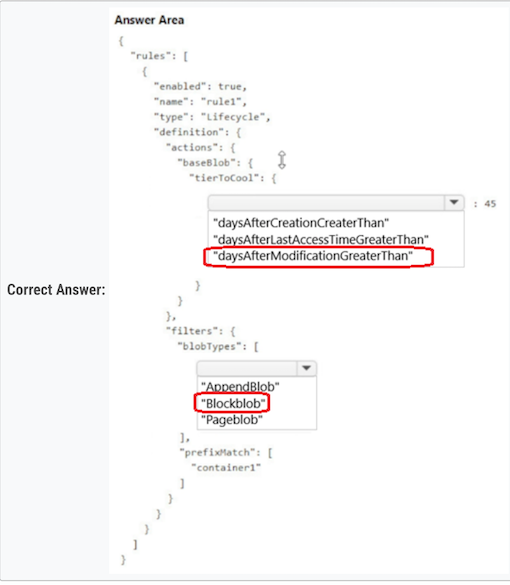 Answer Area
{
"rules": [
{
"enabled": true,
"name": "rule1",
"type": "Lifecycle",
"definition": {
"actions": {
"baseBlob": {
"tierToCool": {
: 45
"daysAfterCreationCreaterThan"
"daysAfterLastAccessTimeGreaterThan"
"daysAfterModificationGreaterThan"
}
}
},
"filters": {
"blobTypes": [
"AppendBlob"
"Blockblob"
"Pageblob"
],
"prefixMatch": [
"container1"
]
}
}
}
]
}
Correct Answer: